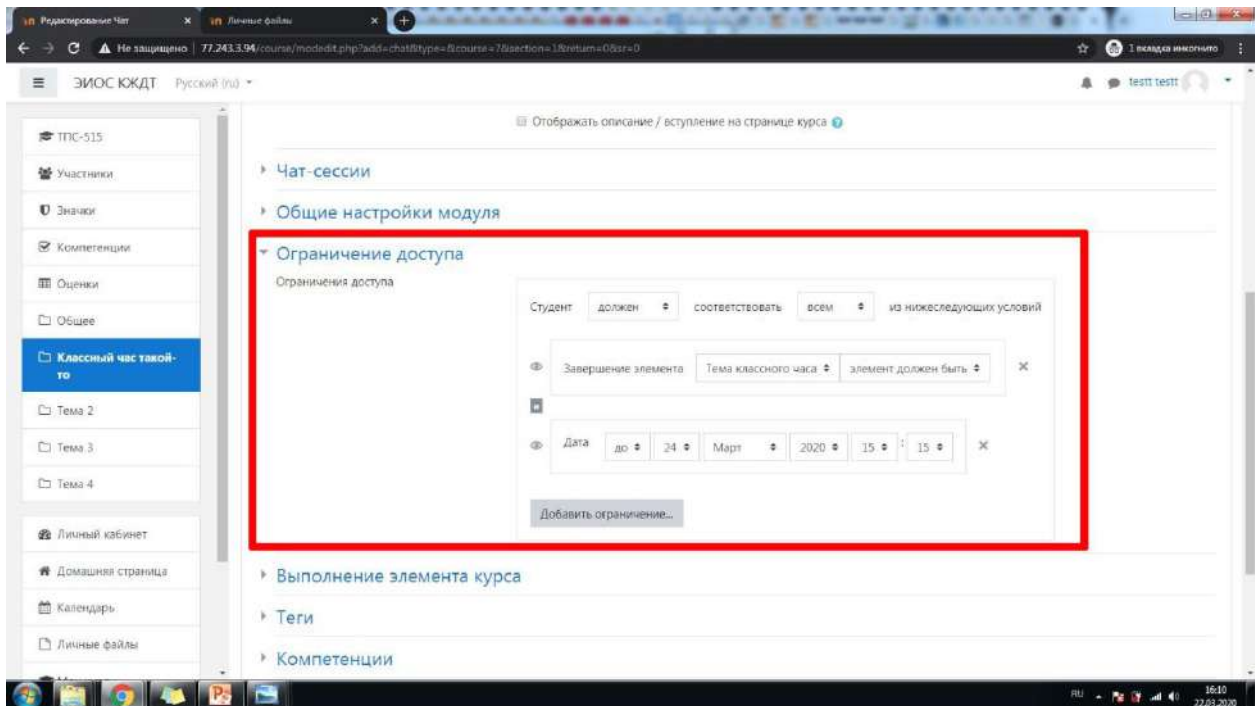 Редактирование Чат
Личные файлы
Не защищено 77.243.3.94/course/modedit.php?add=chat&type=&course=7&section=1&return=0&sr=0
1 вкладка инкогнито
ЭИОС КЖДТ Русский (ru)
testt testt
ТПС-515
Участники
Значки
Компетенции
Оценки
Общее
Классный час такой-
то
Тема 2
Тема 3
Тема 4
Личный кабинет
Домашняя страница
Календарь
Личные файлы
Отображать описание / вступление на странице курса
Чат-сессии
Общие настройки модуля
Ограничение доступа
Ограничения доступа
Студент должен соответствовать всем из нижеследующих условий
Завершение элемента Тема классного часа элемент должен быть
и
Дата до 24 Март 2020 15 : 15
Добавить ограничение...
Выполнение элемента курса
Теги
Компетенции
RU 16:10
22.03.2020